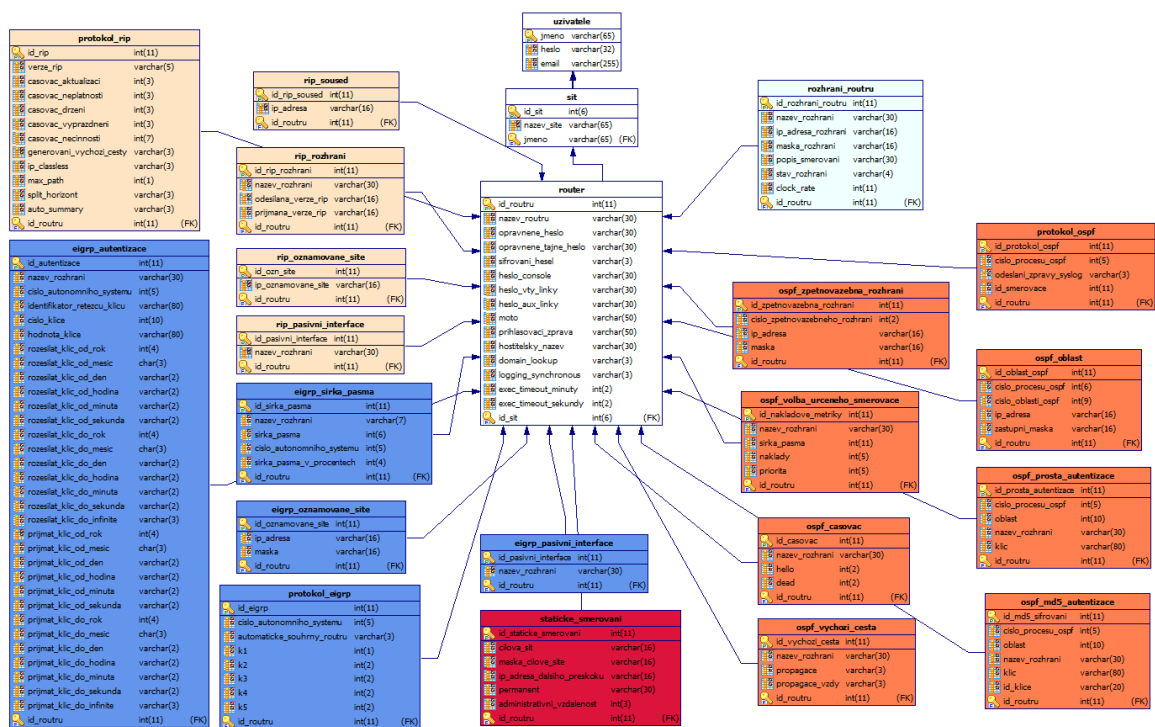 uzivatele
jmeno varchar(65)
heslo varchar(32)
email varchar(255)
sit
id_sit int(6)
nazev_site varchar(65)
jmeno varchar(65) (FK)
protokol_rip
id_rip int(11)
verze_rip varchar(5)
casovac_aktualizaci int(3)
casovac_neplatnosti int(3)
casovac_drzeni int(3)
casovac_vyprazdneni int(3)
casovac_necinnosti int(7)
generovani_vychozi_cesty varchar(3)
ip_classless varchar(3)
max_path int(1)
split_horizont varchar(3)
auto_summary varchar(3)
id_routru int(11) (FK)
rip_soused
id_rip_soused int(11)
ip_adresa varchar(16)
id_routru int(11) (FK)
rip_rozhrani
id_rip_rozhrani int(11)
nazev_rozhrani varchar(30)
odesilana_verze_rip varchar(16)
prijmana_verze_rip varchar(16)
id_routru int(11) (FK)
rip_oznamovane_site
id_ozn_site int(11)
ip_oznamovane_site varchar(16)
id_routru int(11) (FK)
rip_pasivni_interface
id_pasivni_interface int(11)
nazev_rozhrani varchar(30)
id_routru int(11) (FK)
router
id_routru int(11)
nazev_routru varchar(30)
opravnene_heslo varchar(30)
opravnene_tajne_heslo varchar(30)
sifrovani_hesel varchar(3)
heslo_console varchar(30)
heslo_vty_linky varchar(30)
heslo_aux_linky varchar(30)
moto varchar(50)
prihlasovaci_zprava varchar(50)
hostitelsky_nazev varchar(30)
domain_lookup varchar(3)
logging_synchronous varchar(3)
exec_timeout_minuty int(2)
exec_timeout_sekundy int(2)
id_sit int(6) (FK)
rozhrani_routru
id_rozhrani_routru int(11)
nazev_rozhrani varchar(30)
ip_adresa_rozhrani varchar(16)
maska_rozhrani varchar(16)
popis_smerovani varchar(30)
stav_rozhrani varchar(4)
clock_rate int(11)
id_routru int(11) (FK)
protokol_ospf
id_protokol_ospf int(11)
cislo_procesu_ospf int(5)
odeslani_zpravy_syslog varchar(3)
id_smerovace int(11)
id_routru int(11) (FK)
ospf_zpetnovazebna_rozhrani
id_zpetnovazebna_rozhrani int(11)
cislo_zpetnovazebneho_rozhrani int(2)
ip_adresa varchar(16)
maska varchar(16)
id_routru int(11) (FK)
ospf_oblast
id_oblast_ospf int(11)
cislo_procesu_ospf int(6)
cislo_oblasti_ospf int(9)
ip_adresa varchar(16)
zastupni_maska varchar(16)
id_routru int(11) (FK)
ospf_volba_urceneho_smerovace
id_nakladove_metriky int(11)
nazev_rozhrani varchar(30)
sirka_pasma int(11)
naklady int(5)
priorita int(5)
id_routru int(11) (FK)
ospf_prosta_autentizace
id_prosta_autentizace int(11)
cislo_procesu_ospf int(5)
oblast int(10)
nazev_rozhrani varchar(30)
klic varchar(80)
id_routru int(11) (FK)
ospf_casovac
id_casovac int(11)
nazev_rozhrani varchar(30)
hello int(2)
dead int(2)
id_routru int(11) (FK)
ospf_md5_autentizace
id_md5_sifrovani int(11)
cislo_procesu_ospf int(5)
oblast int(10)
nazev_rozhrani varchar(30)
klic varchar(80)
id_klice varchar(20)
id_routru int(11) (FK)
ospf_vychozi_cesta
id_vychozi_cesta int(11)
nazev_rozhrani varchar(30)
propagace varchar(3)
propagace_vzdy varchar(3)
id_routru int(11) (FK)
eigrp_autentizace
id_autentizace int(11)
nazev_rozhrani varchar(30)
cislo_autonomniho_systemu int(5)
identifikator_retezcu_klicu varchar(80)
cislo_klice int(10)
hodnota_klice varchar(80)
rozesilat_klic_od_rok int(4)
rozesilat_klic_od_mesic char(3)
rozesilat_klic_od_den varchar(2)
rozesilat_klic_od_hodina varchar(2)
rozesilat_klic_od_minuta varchar(2)
rozesilat_klic_od_sekunda varchar(2)
rozesilat_klic_do_rok int(4)
rozesilat_klic_do_mesic char(3)
rozesilat_klic_do_den varchar(2)
rozesilat_klic_do_hodina varchar(2)
rozesilat_klic_do_minuta varchar(2)
rozesilat_klic_do_sekunda varchar(2)
rozesilat_klic_do_infinite varchar(3)
prijmat_klic_od_rok int(4)
prijmat_klic_od_mesic char(3)
prijmat_klic_od_den varchar(2)
prijmat_klic_od_hodina varchar(2)
prijmat_klic_od_minuta varchar(2)
prijmat_klic_od_sekunda varchar(2)
prijmat_klic_do_rok int(4)
prijmat_klic_do_mesic char(3)
prijmat_klic_do_den varchar(2)
prijmat_klic_do_hodina varchar(2)
prijmat_klic_do_minuta varchar(2)
prijmat_klic_do_sekunda varchar(2)
prijmat_klic_do_infinite varchar(3)
id_routru int(11) (FK)
eigrp_sirka_pasma
id_sirka_pasma int(11)
nazev_rozhrani varchar(7)
sirka_pasma int(6)
cislo_autonomniho_systemu int(5)
sirka_pasma_v_procentech int(4)
id_routru int(11) (FK)
eigrp_oznamovane_site
id_oznamovane_site int(11)
ip_adresa varchar(16)
maska varchar(16)
id_routru int(11) (FK)
protokol_eigrp
id_eigrp int(11)
cislo_autonomniho_systemu int(5)
automaticke_souhrny_routru varchar(3)
k1 int(1)
k2 int(2)
k3 int(2)
k4 int(2)
k5 int(2)
id_routru int(11) (FK)
eigrp_pasivni_interface
id_pasivni_interface int(11)
nazev_rozhrani varchar(30)
id_routru int(11) (FK)
staticke_smerovani
id_staticke_smerovani int(11)
cilova_sit varchar(16)
maska_cilove_site varchar(16)
ip_adresa_dalsiho_preskoku varchar(16)
permanent varchar(30)
administrativni_vzdalenost int(3)
id_routru int(11) (FK)